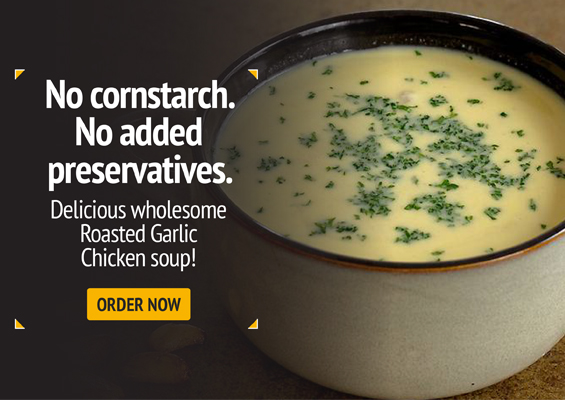 No cornstarch.
No added
preservatives.
Delicious wholesome
Roasted Garlic
Chicken soup!
ORDER NOW